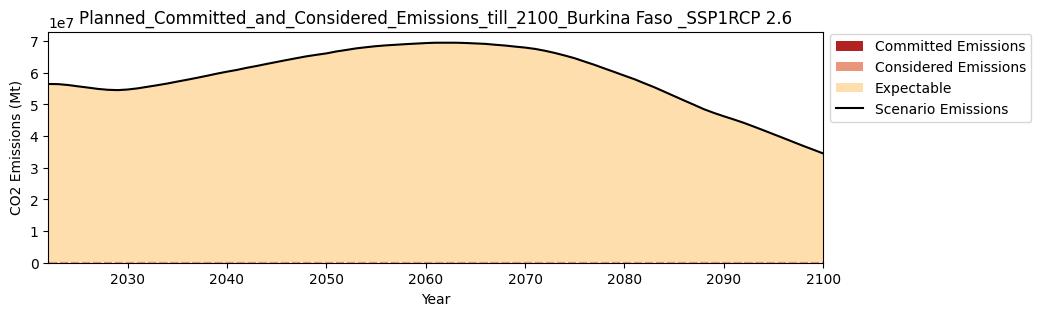 Planned_Committed_and_Considered_Emissions_till_2100_Burkina Faso _SSP1RCP 2.6
1e7
7
6
5
4
3
2
1
0
CO2 Emissions (Mt)
2030 2040 2050 2060 2070 2080 2090 2100
Year
Committed Emissions
Considered Emissions
Expectable
Scenario Emissions